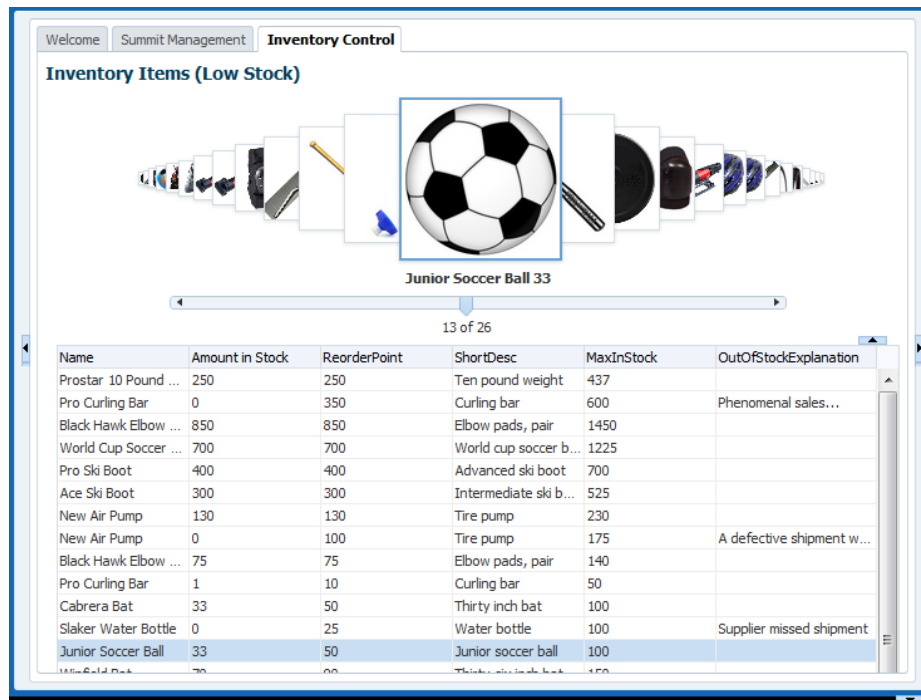 Welcome Summit Management Inventory Control
Inventory Items (Low Stock)
Junior Soccer Ball 33
13 of 26
Name Amount in Stock ReorderPoint ShortDesc MaxInStock OutOfStockExplanation
Prostar 10 Pound ... 250 250 Ten pound weight 437
Pro Curling Bar 0 350 Curling bar 600 Phenomenal sales...
Black Hawk Elbow ... 850 850 Elbow pads, pair 1450
World Cup Soccer ... 700 700 World cup soccer b... 1225
Pro Ski Boot 400 400 Advanced ski boot 700
Ace Ski Boot 300 300 Intermediate ski b... 525
New Air Pump 130 130 Tire pump 230
New Air Pump 0 100 Tire pump 175 A defective shipment w...
Black Hawk Elbow ... 75 75 Elbow pads, pair 140
Pro Curling Bar 1 10 Curling bar 50
Cabrera Bat 33 50 Thirty inch bat 100
Slaker Water Bottle 0 25 Water bottle 100 Supplier missed shipment
Junior Soccer Ball 33 50 Junior soccer ball 100